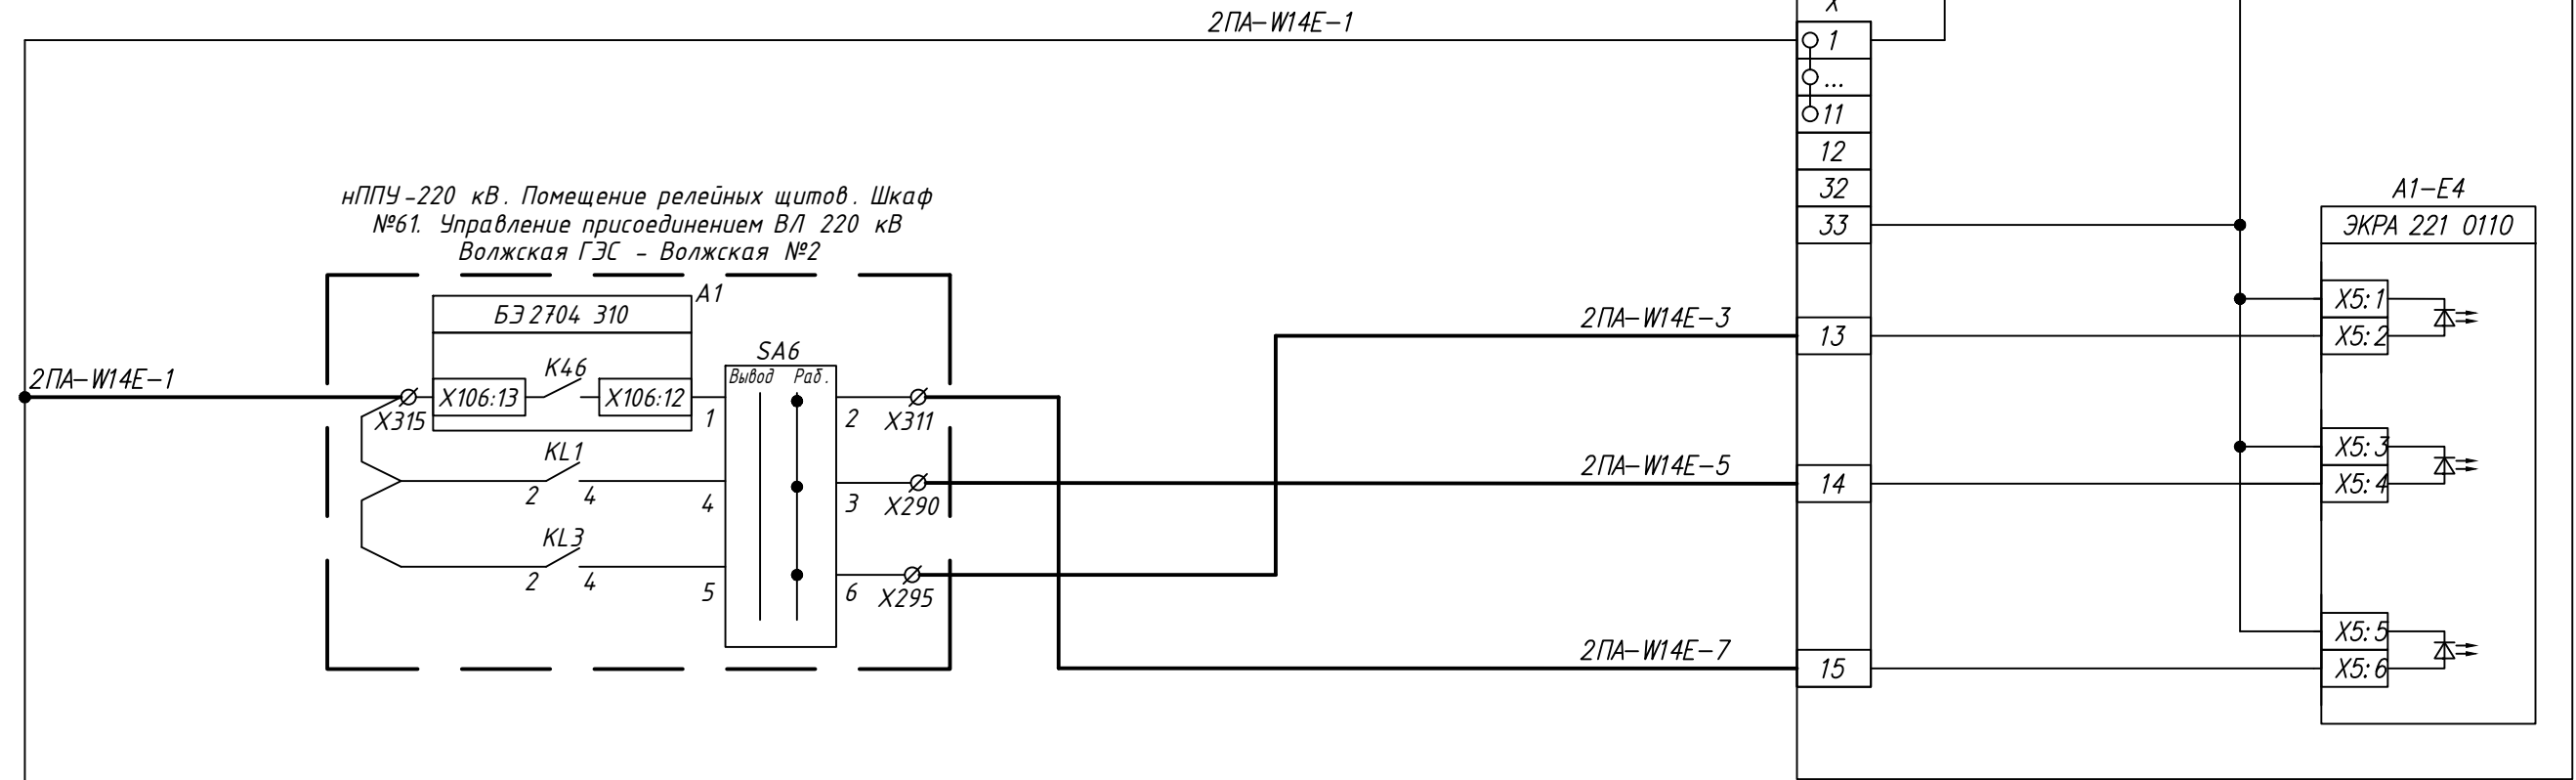 X
2ПА-W14E-1
1
...
11
12
32
33
нППУ-220 кВ. Помещение релейных щитов. Шкаф
№61. Управление присоединением ВЛ 220 кВ
Волжская ГЭС - Волжская №2
A1-E4
ЭКРА 221 0110
A1
БЭ2704 310
2ПА-W14E-3
13
X5:1
X5:2
SA6
Вывод Раб.
2ПА-W14E-1
K46
X106:13
X106:12
X315
1
2
X311
KL1
2
4
4
3
X290
2ПА-W14E-5
14
X5:3
X5:4
KL3
2
4
5
6
X295
2ПА-W14E-7
15
X5:5
X5:6